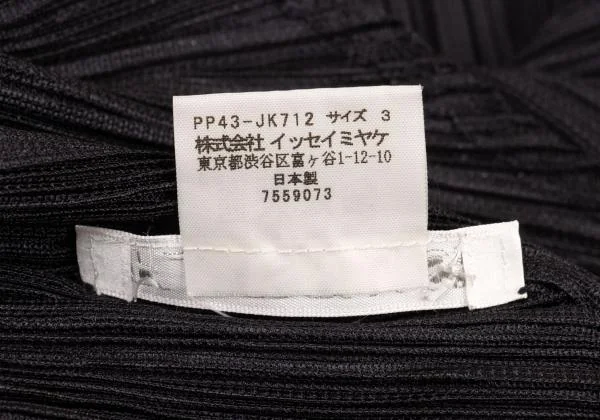 PP43-JK712 サイズ 3
株式会社 イッセイミヤケ
東京都渋谷区富ヶ谷1-12-10
日本製
7559073